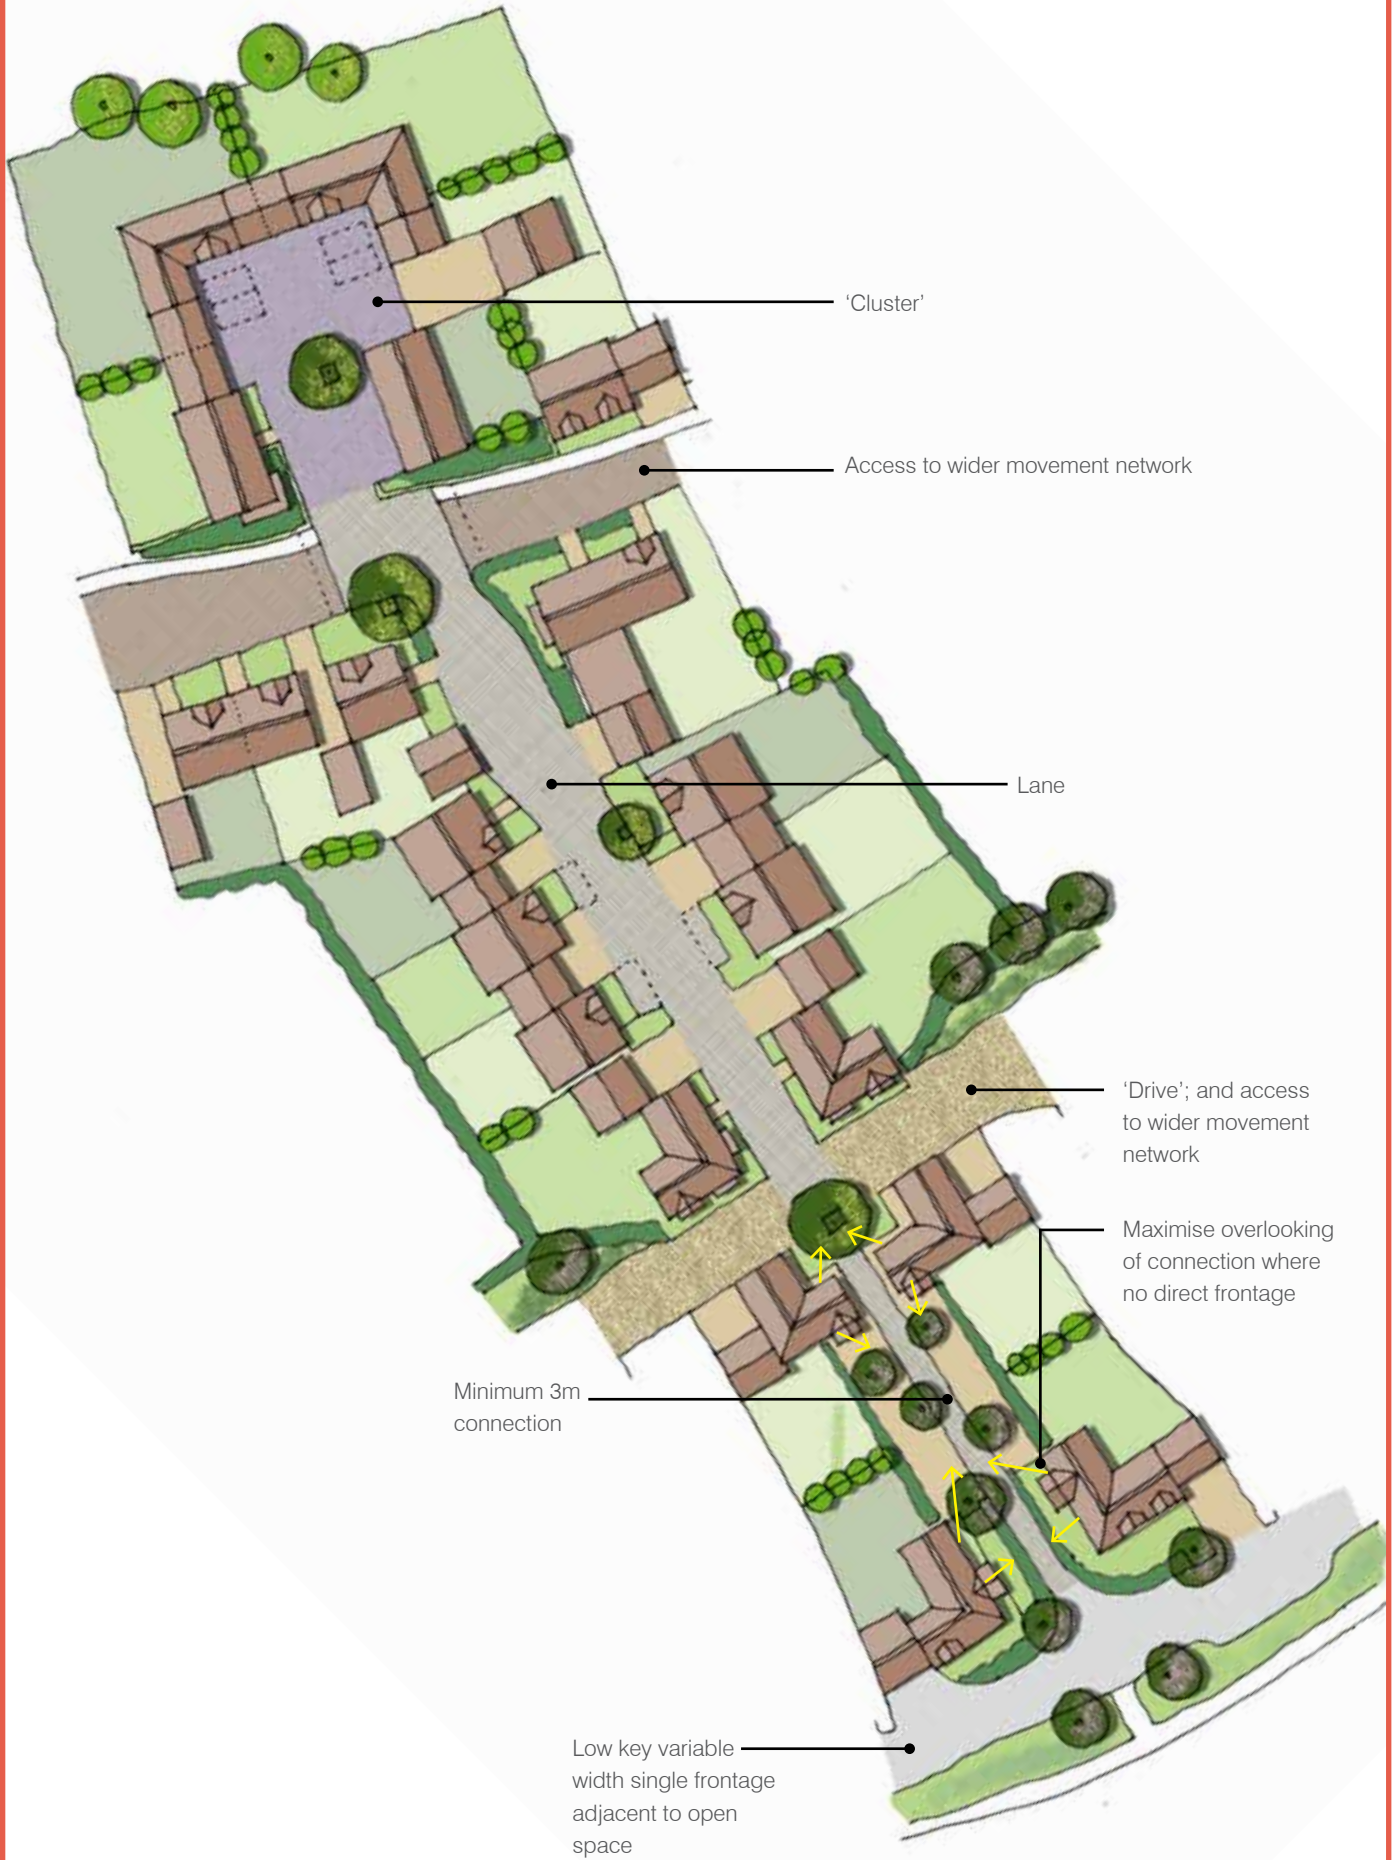 ‘Cluster’
Access to wider movement network
Lane
‘Drive’; and access
to wider movement
network
Maximise overlooking
of connection where
no direct frontage
Minimum 3m
connection
Low key variable
width single frontage
adjacent to open
space